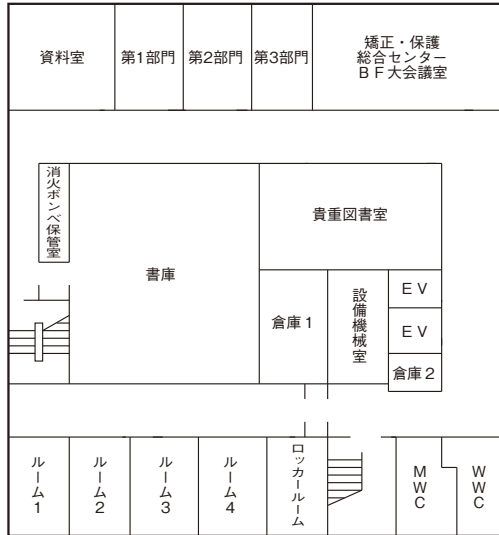 資料室
第1部門
第2部門
第3部門
矯正・保護
総合センター
ＢＦ大会議室
消火ボンベ保管室
書庫
貴重図書室
倉庫1
設備機械室
ＥＶ
ＥＶ
倉庫2
ルーム1
ルーム2
ルーム3
ルーム4
ロッカールーム
MWC
WWC